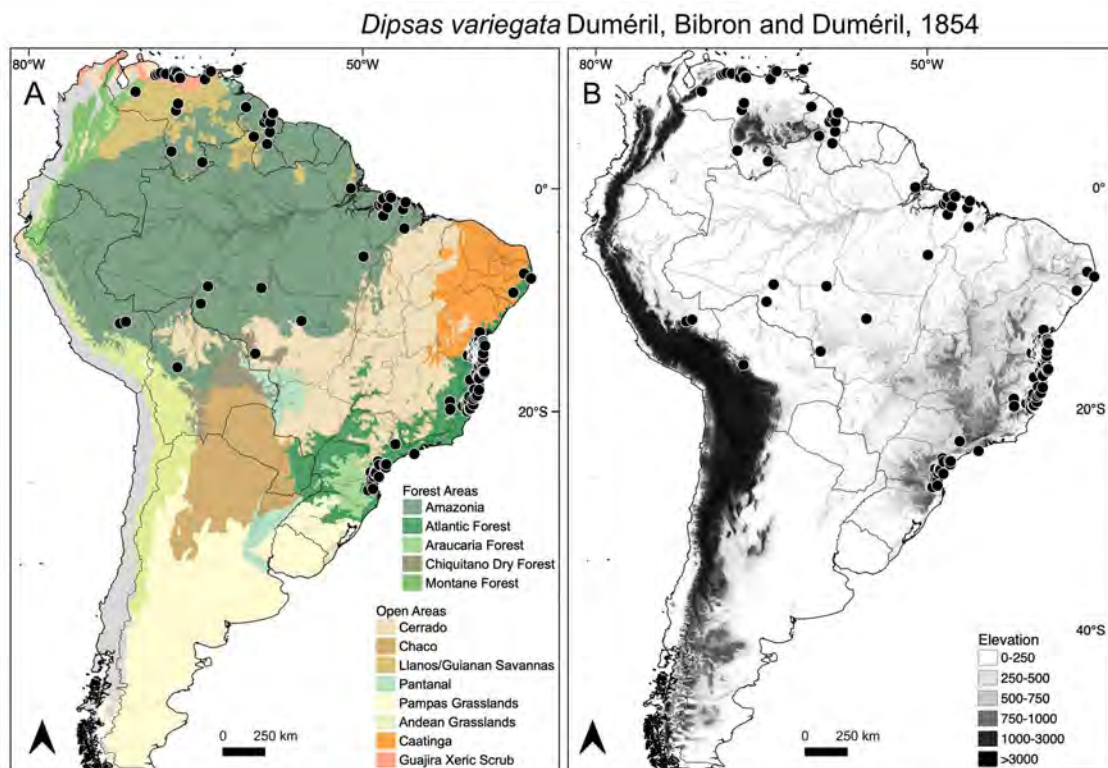 Dipsas variegata Duméril, Bibron and Duméril, 1854
80°W
50°W
A
0°
20°S
Forest Areas
Amazonia
Atlantic Forest
Araucaria Forest
Chiquitano Dry Forest
Montane Forest
Open Areas
Cerrado
Chaco
Llanos/Guianan Savannas
Pantanal
Pampas Grasslands
Andean Grasslands
Caatinga
Guajira Xeric Scrub
0 250 km
80°W
50°W
B
0°
20°S
40°S
Elevation
0-250
250-500
500-750
750-1000
1000-3000
>3000
0 250 km